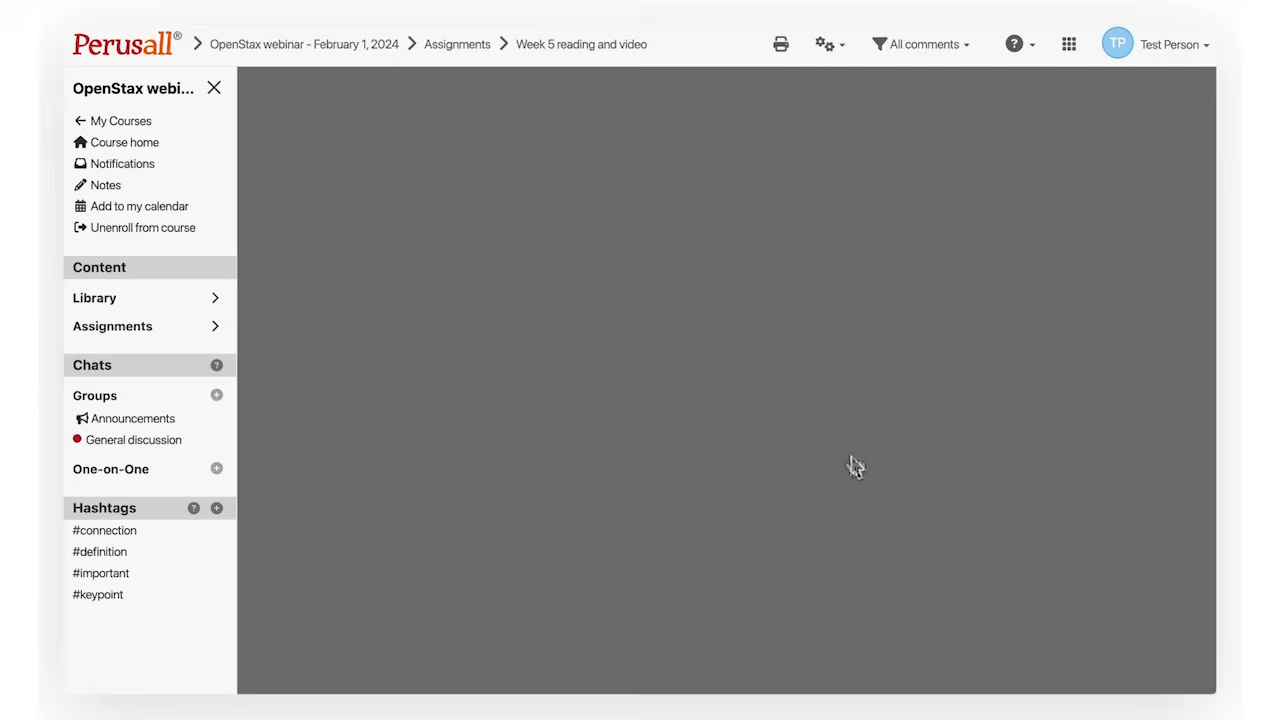 Perusall® OpenStax webinar - February 1, 2024 Assignments Week 5 reading and video All comments ? TP Test Person
OpenStax webi...
My Courses
Course home
Notifications
Notes
Add to my calendar
Unenroll from course
Content
Library
Assignments
Chats ?
Groups
Announcements
General discussion
One-on-One
Hashtags ?
#connection
#definition
#important
#keypoint